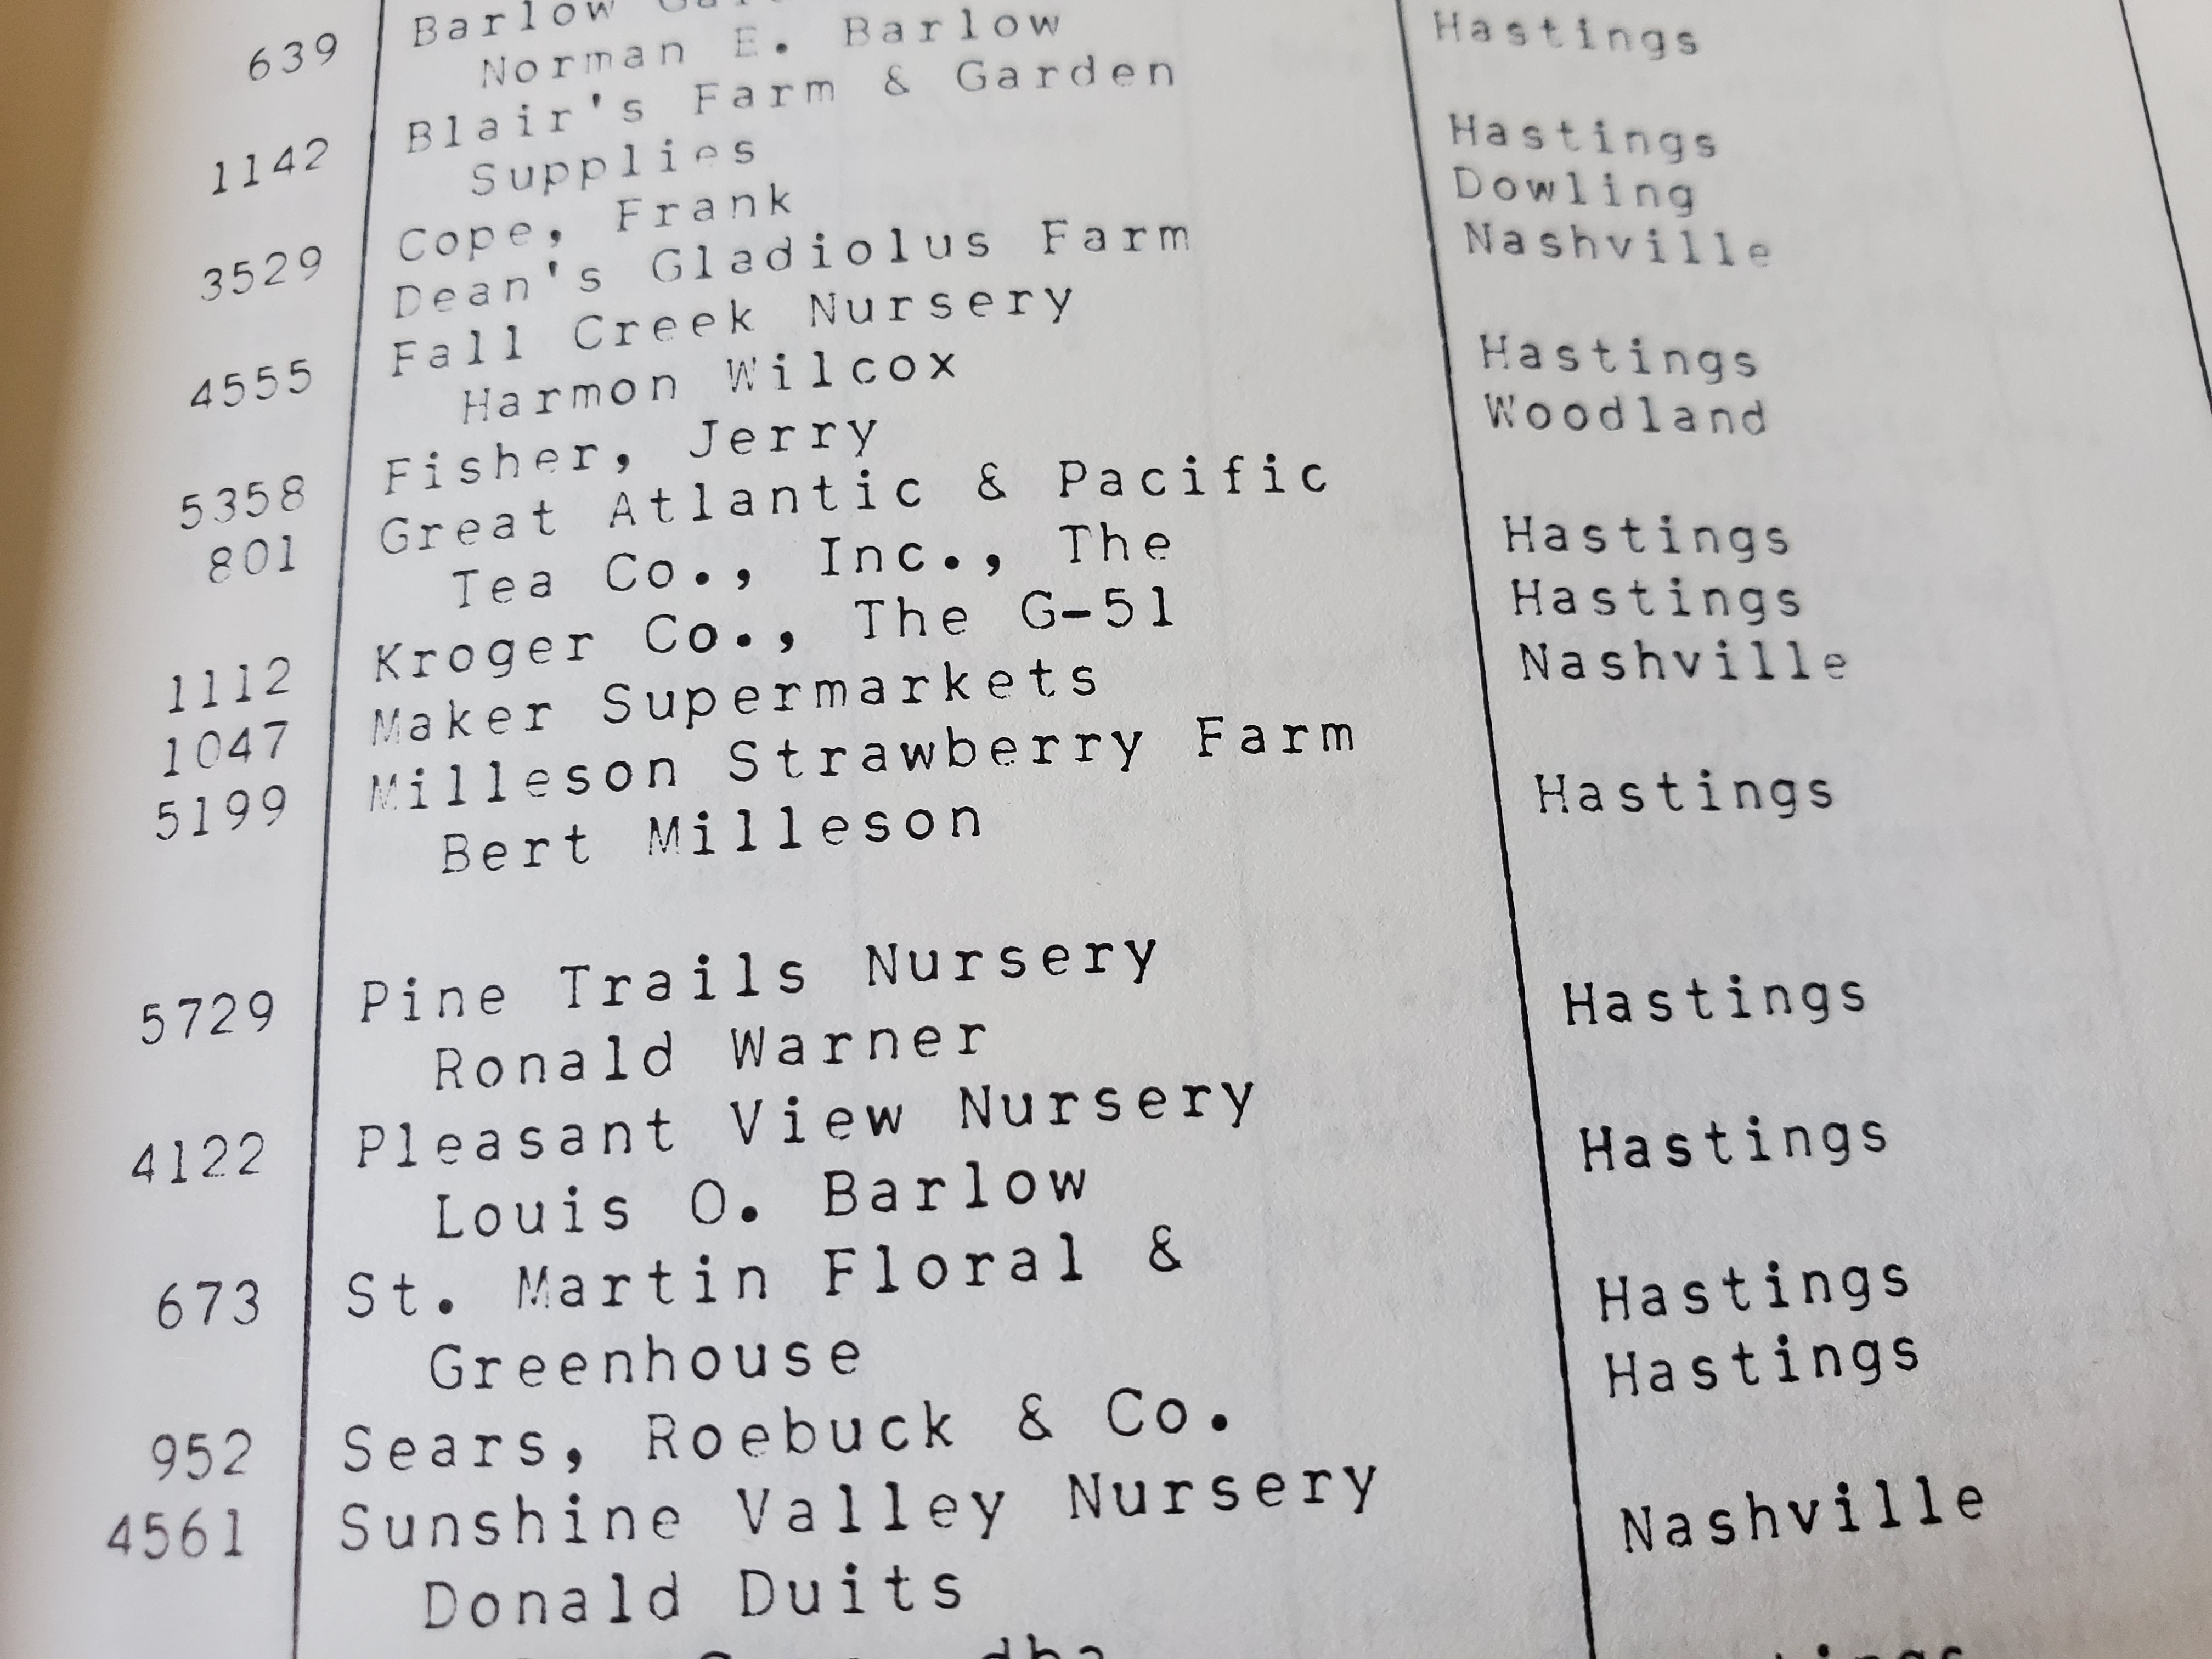 639 Barlow
Norman E. Barlow
1142 Blair's Farm & Garden Hastings
Supplies
3529 Cope, Frank Hastings
Dean's Gladiolus Farm Dowling
4555 Fall Creek Nursery Nashville
Harmon Wilcox
5358 Fisher, Jerry Hastings
801 Great Atlantic & Pacific Woodland
Tea Co., Inc., The
1112 Kroger Co., The G-51 Hastings
1047 Maker Supermarkets Hastings
5199 Milleson Strawberry Farm Nashville
Bert Milleson
5729 Pine Trails Nursery Hastings
Ronald Warner
4122 Pleasant View Nursery Hastings
Louis O. Barlow
673 St. Martin Floral & Hastings
Greenhouse
952 Sears, Roebuck & Co. Hastings
4561 Sunshine Valley Nursery Hastings
Donald Duits
dba Nashville